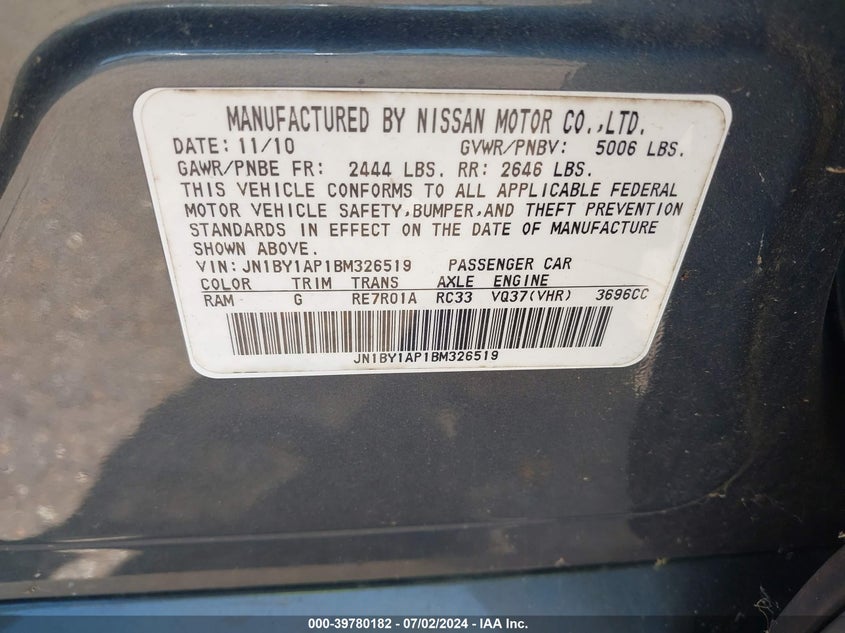 MANUFACTURED BY NISSAN MOTOR CO.,LTD.
DATE: 11/10 GVWR/PNBV: 5006 LBS.
GAWR/PNBE FR: 2444 LBS. RR: 2646 LBS.
THIS VEHICLE CONFORMS TO ALL APPLICABLE FEDERAL
MOTOR VEHICLE SAFETY,BUMPER,AND THEFT PREVENTION
STANDARDS IN EFFECT ON THE DATE OF MANUFACTURE
SHOWN ABOVE.
VIN: JN1BY1AP1BM326519 PASSENGER CAR
COLOR TRIM TRANS AXLE ENGINE
RAM G RE7R01A RC33 VQ37(VHR) 3696CC
JN1BY1AP1BM326519
000-39780182 - 07/02/2024 - IAA Inc.